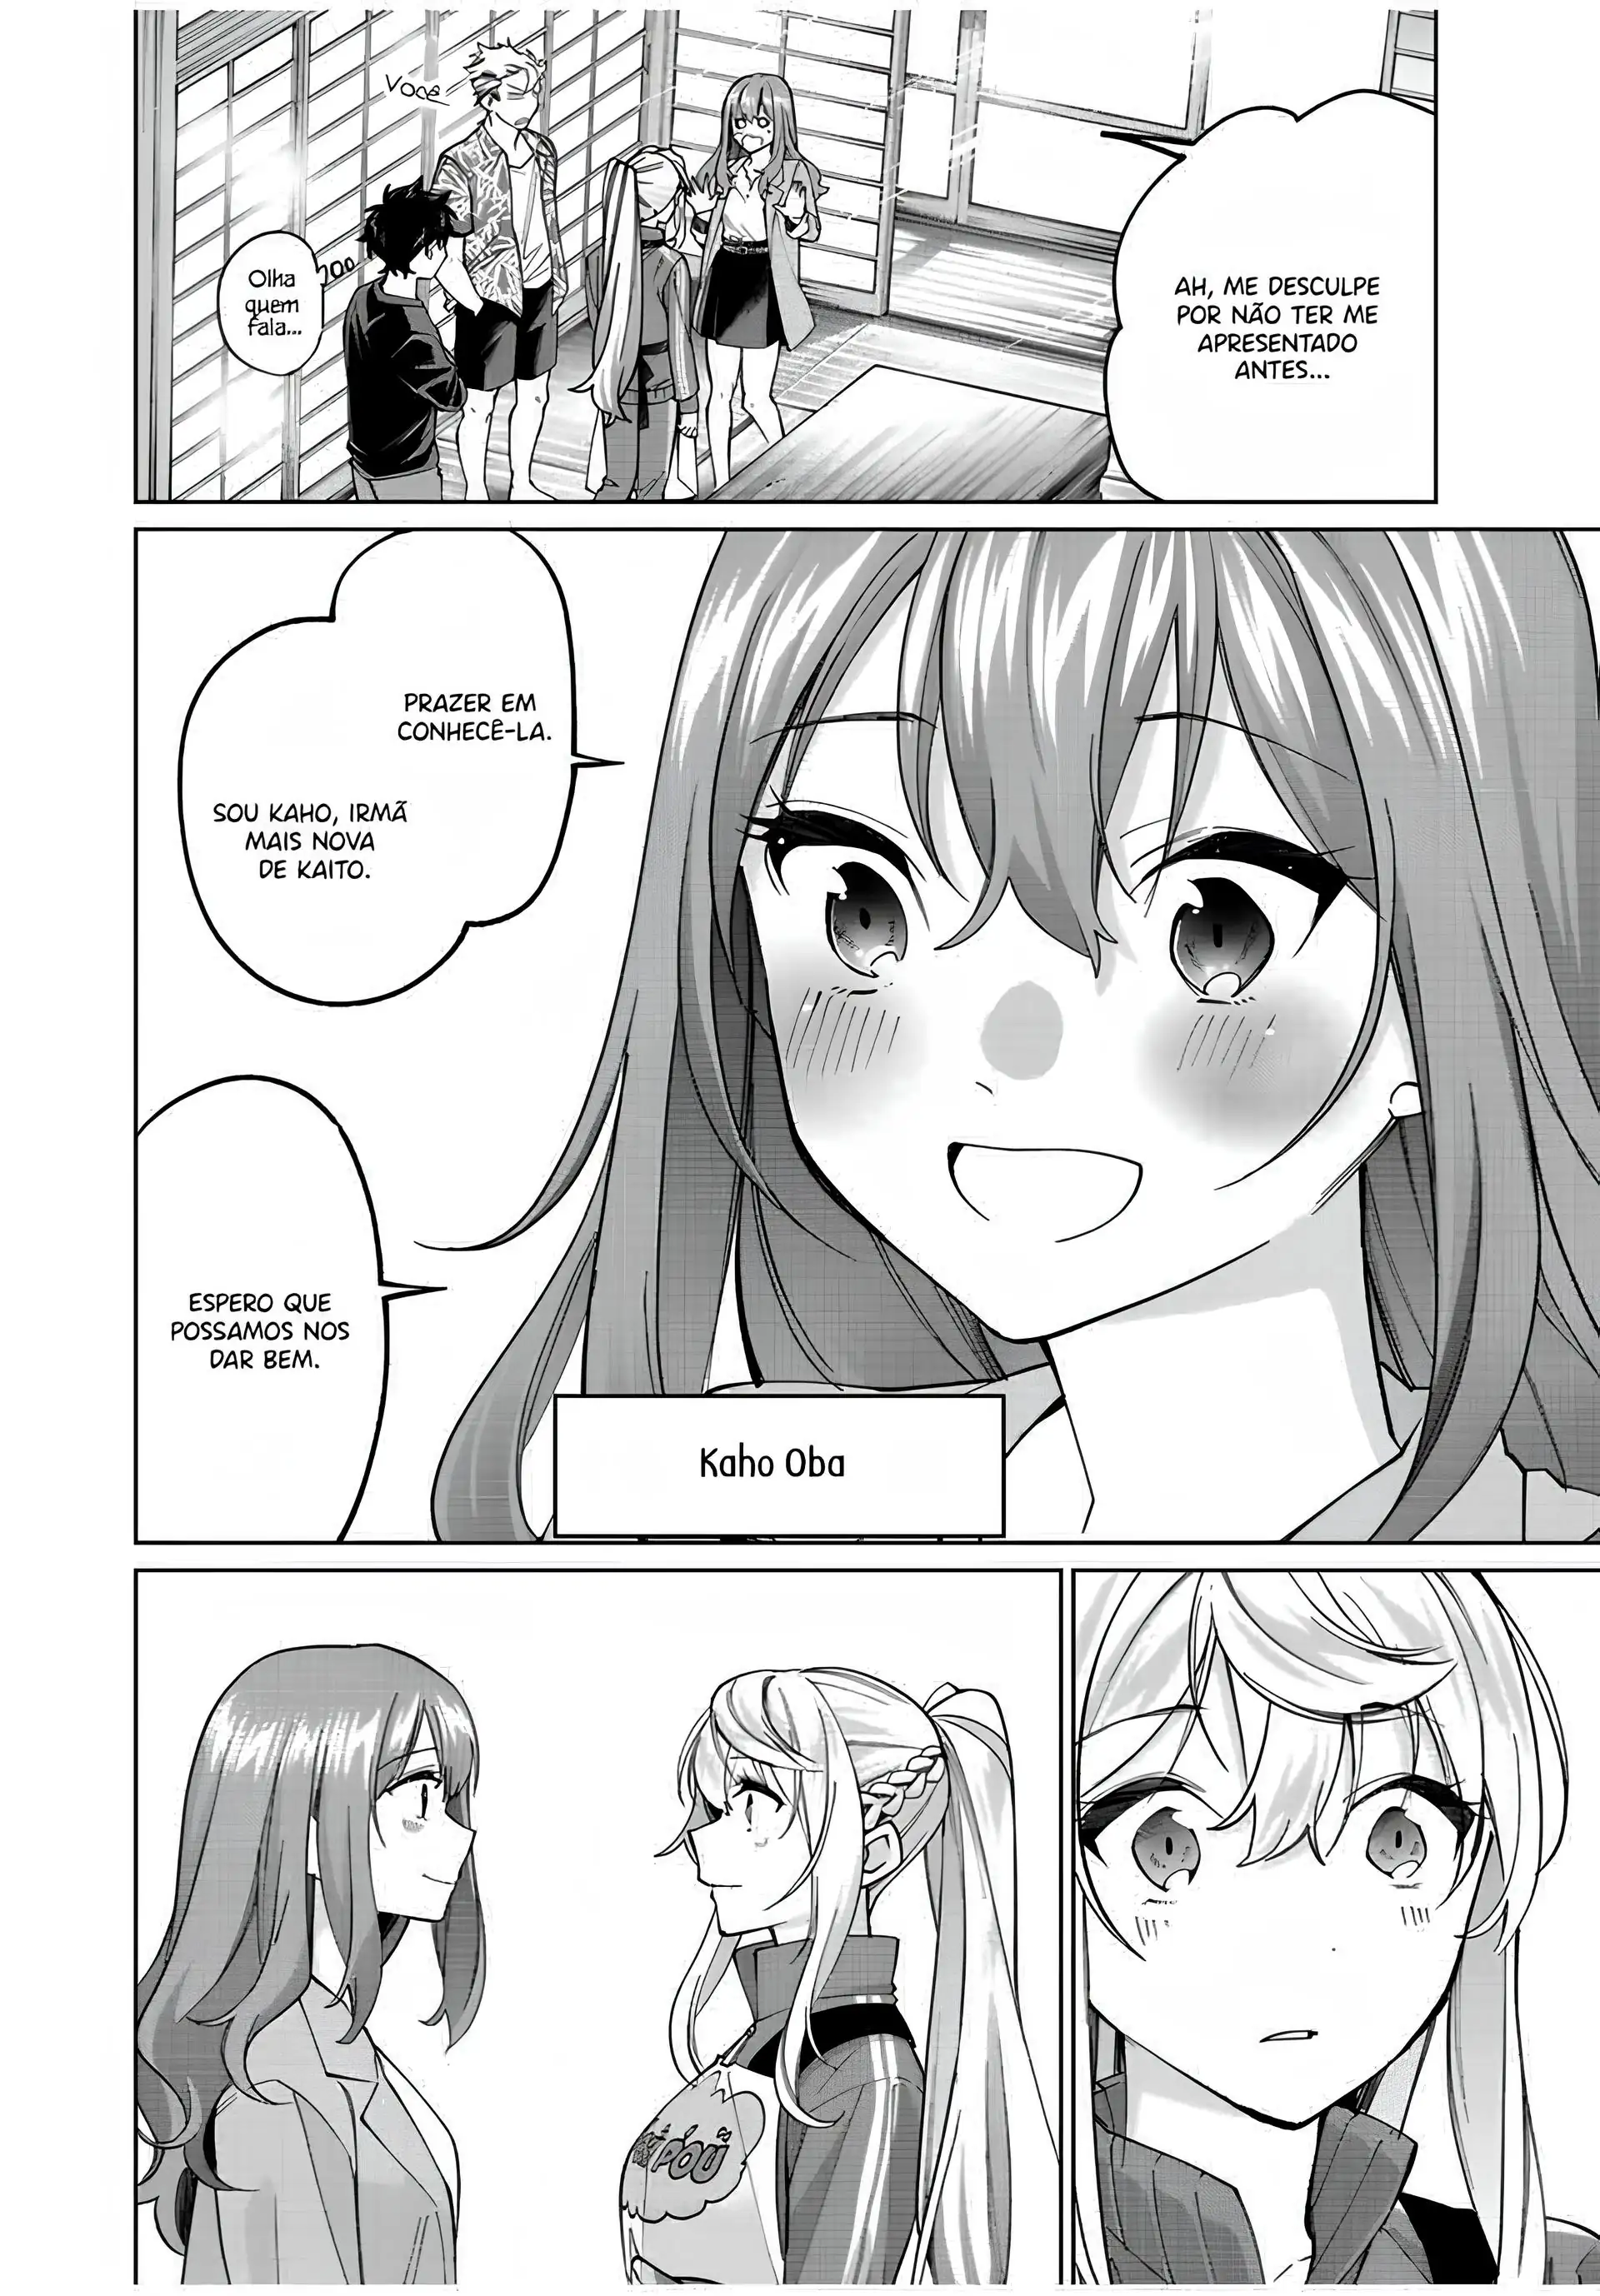 AH, ME DESCULPE
POR NÃO TER ME
APRESENTADO
ANTES...
Você
Olha
quem
fala...
PRAZER EM
CONHECÊ-LA.
SOU KAHO, IRMÃ
MAIS NOVA
DE KAITO.
ESPERO QUE
POSSAMOS NOS
DAR BEM.
Kaho Oba